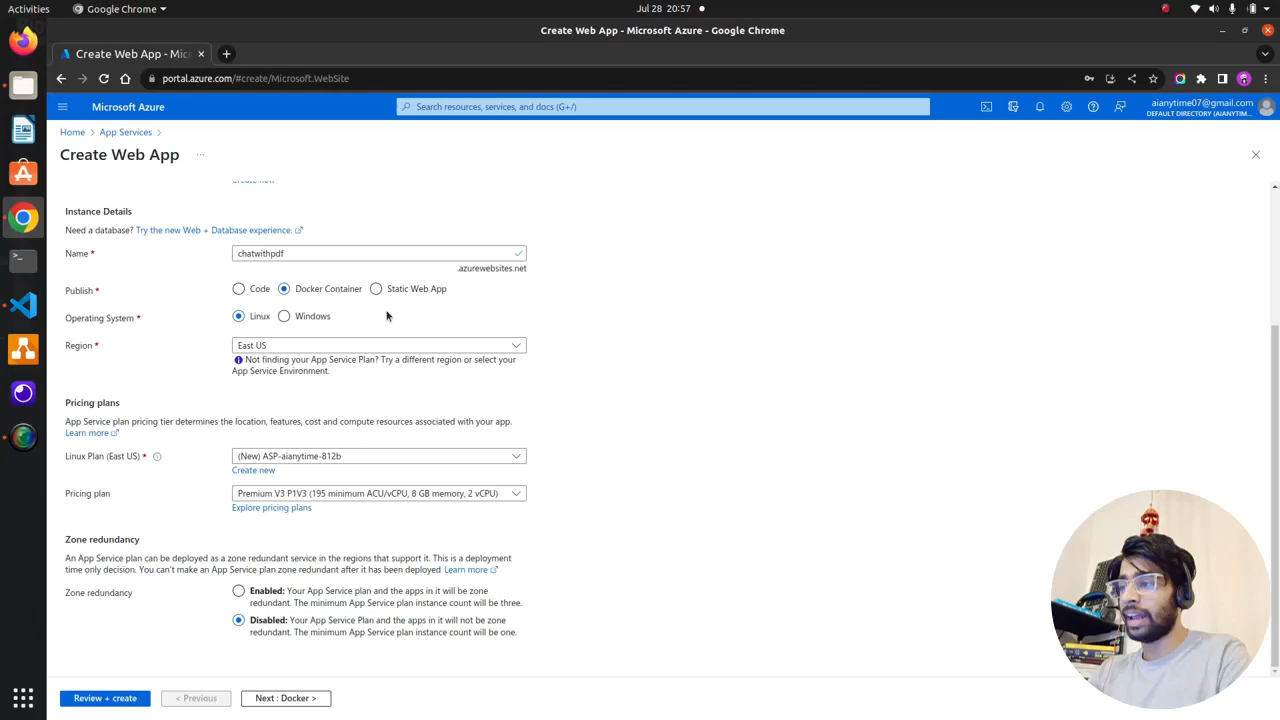 Activities
Google Chrome
Jul 28 20:57
Create Web App - Microsoft Azure - Google Chrome
Create Web App - Mic
portal.azure.com/#create/Microsoft.WebSite
Microsoft Azure
Search resources, services, and docs (G+/)
aianytime07@gmail.com
DEFAULT DIRECTORY (AIANYTIM...
Home > App Services >
Create Web App ...
Create new
Instance Details
Need a database? Try the new Web + Database experience.
Name * chatwithpdf
.azurewebsites.net
Publish * Code Docker Container Static Web App
Operating System * Linux Windows
Region * East US
Not finding your App Service Plan? Try a different region or select your
App Service Environment.
Pricing plans
App Service plan pricing tier determines the location, features, cost and compute resources associated with your app.
Learn more
Linux Plan (East US) * (New) ASP-aianytime-812b
Create new
Pricing plan Premium V3 P1V3 (195 minimum ACU/vCPU, 8 GB memory, 2 vCPU)
Explore pricing plans
Zone redundancy
An App Service plan can be deployed as a zone redundant service in the regions that support it. This is a deployment
time only decision. You can't make an App Service plan zone redundant after it has been deployed Learn more
Zone redundancy
Enabled: Your App Service plan and the apps in it will be zone
redundant. The minimum App Service plan instance count will be three.
Disabled: Your App Service Plan and the apps in it will not be zone
redundant. The minimum App Service plan instance count will be one.
Review + create
< Previous
Next : Docker >